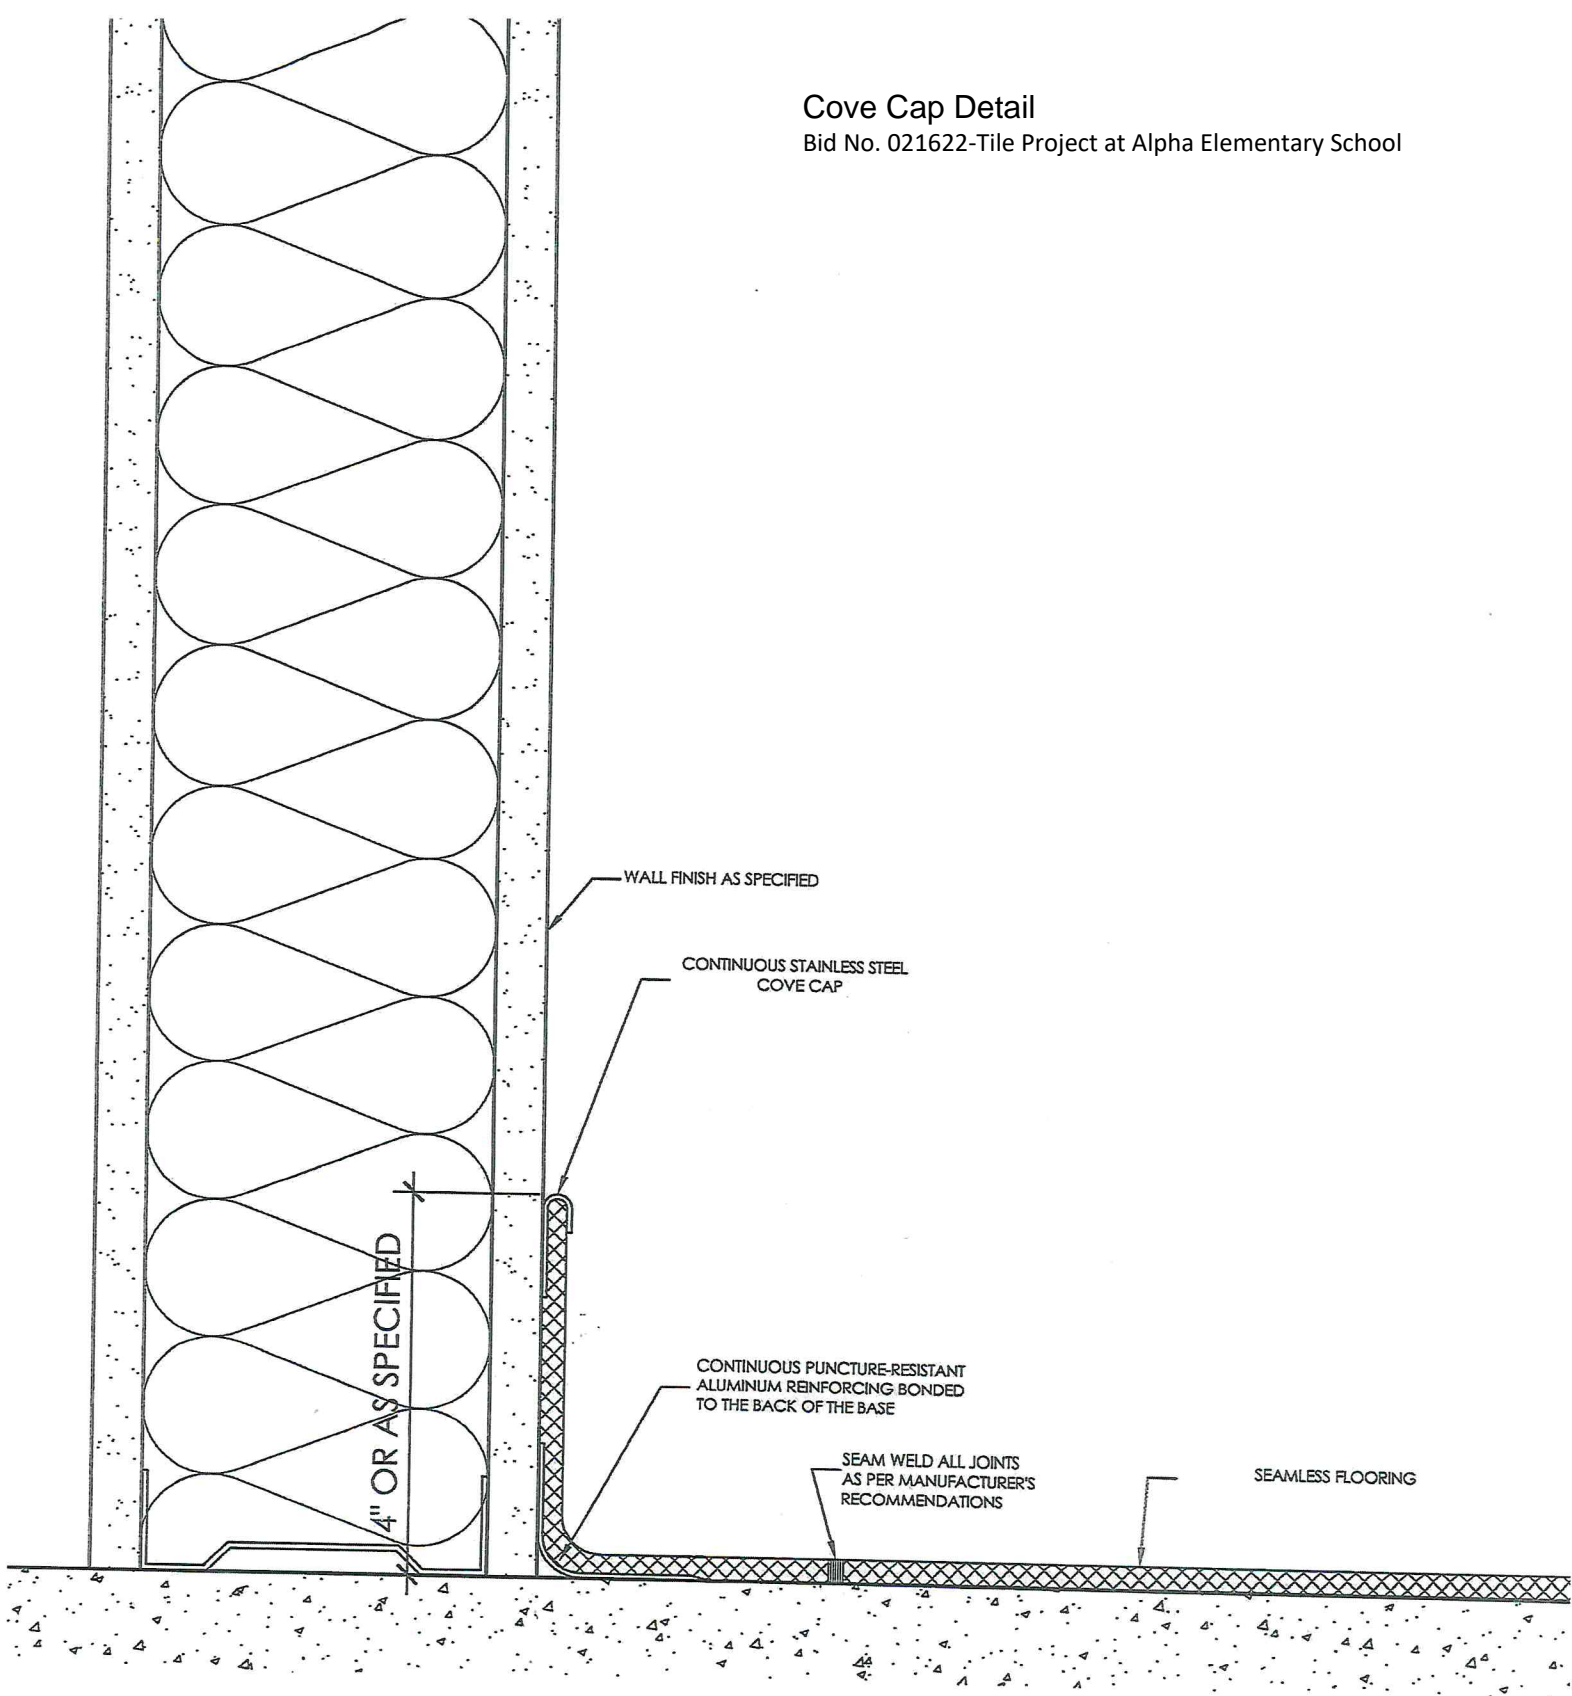 Cove Cap Detail
Bid No. 021622-Tile Project at Alpha Elementary School
WALL FINISH AS SPECIFIED
CONTINUOUS STAINLESS STEEL
COVE CAP
4" OR AS SPECIFIED
CONTINUOUS PUNCTURE-RESISTANT
ALUMINUM REINFORCING BONDED
TO THE BACK OF THE BASE
SEAM WELD ALL JOINTS
AS PER MANUFACTURER'S
RECOMMENDATIONS
SEAMLESS FLOORING